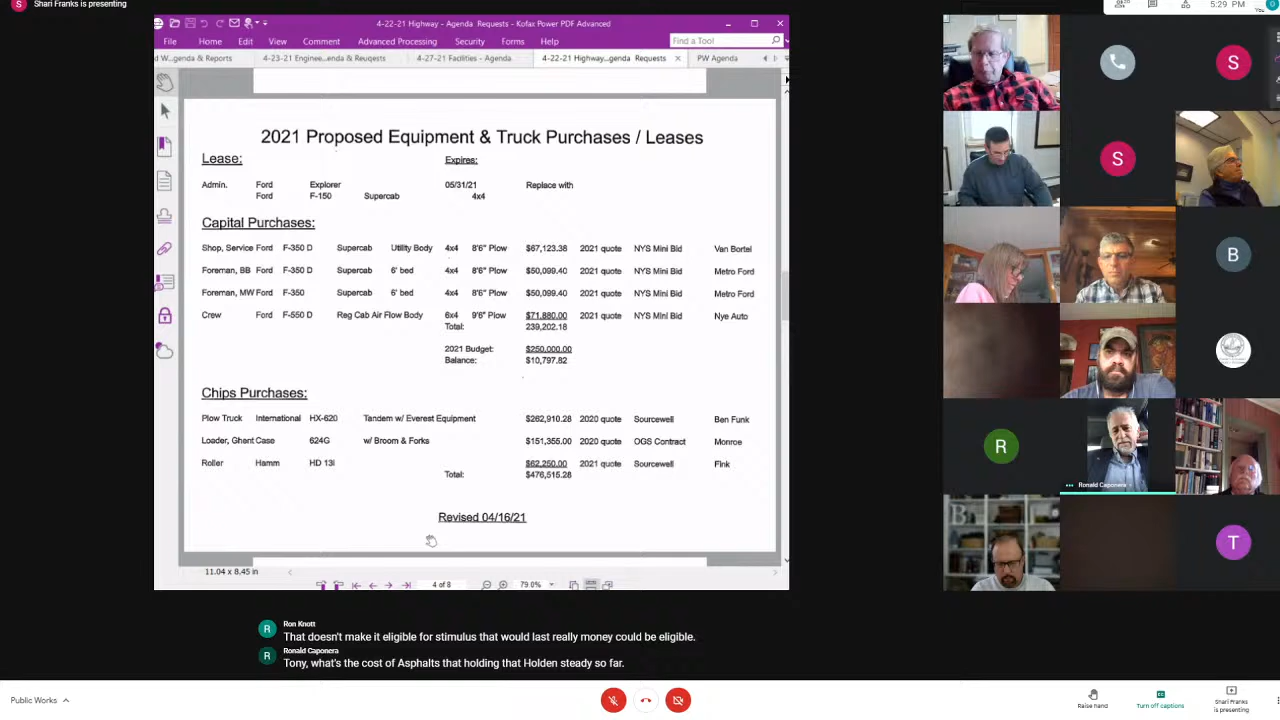 Shari Franks is presenting
4-22-21 Highway - Agenda Requests - Kofax Power PDF Advanced
5:29 PM
You
File Home Edit View Comment Advanced Processing Security Forms Help
Find a Tool!
d W...genda & Reports 4-23-21 Enginee...enda & Reuqests 4-27-21 Facilities - Agenda 4-22-21 Highway...genda Requests PW Agenda
2021 Proposed Equipment & Truck Purchases / Leases
Lease: Expires:
Admin. Ford Explorer 05/31/21 Replace with
Ford F-150 Supercab 4x4
Capital Purchases:
Shop, Service Ford F-350 D Supercab Utility Body 4x4 8'6" Plow $67,123.38 2021 quote NYS Mini Bid Van Bortel
Foreman, BB Ford F-350 D Supercab 6' bed 4x4 8'6" Plow $50,099.40 2021 quote NYS Mini Bid Metro Ford
Foreman, MW Ford F-350 Supercab 6' bed 4x4 8'6" Plow $50,099.40 2021 quote NYS Mini Bid Metro Ford
Crew Ford F-550 D Reg Cab Air Flow Body 6x4 9'6" Plow $71,880.00 2021 quote NYS Mini Bid Nye Auto
Total: 239,202.18
2021 Budget: $250,000.00
Balance: $10,797.82
Chips Purchases:
Plow Truck International HX-620 Tandem w/ Everest Equipment $262,910.28 2020 quote Sourcewell Ben Funk
Loader, Ghent Case 624G w/ Broom & Forks $151,355.00 2020 quote OGS Contract Monroe
Roller Hamm HD 13i $62,250.00 2021 quote Sourcewell Fink
Total: $476,515.28
Revised 04/16/21
11.04 x 8.45 in
4 of 8 79.0%
S
S
B
R
Ronald Caponera
B
T
R Ron Knott
That doesn't make it eligible for stimulus that would last really money could be eligible.
R Ronald Caponera
Tony, what's the cost of Asphalts that holding that Holden steady so far.
Public Works
Raise hand
Turn off captions
Shari Franks
is presenting